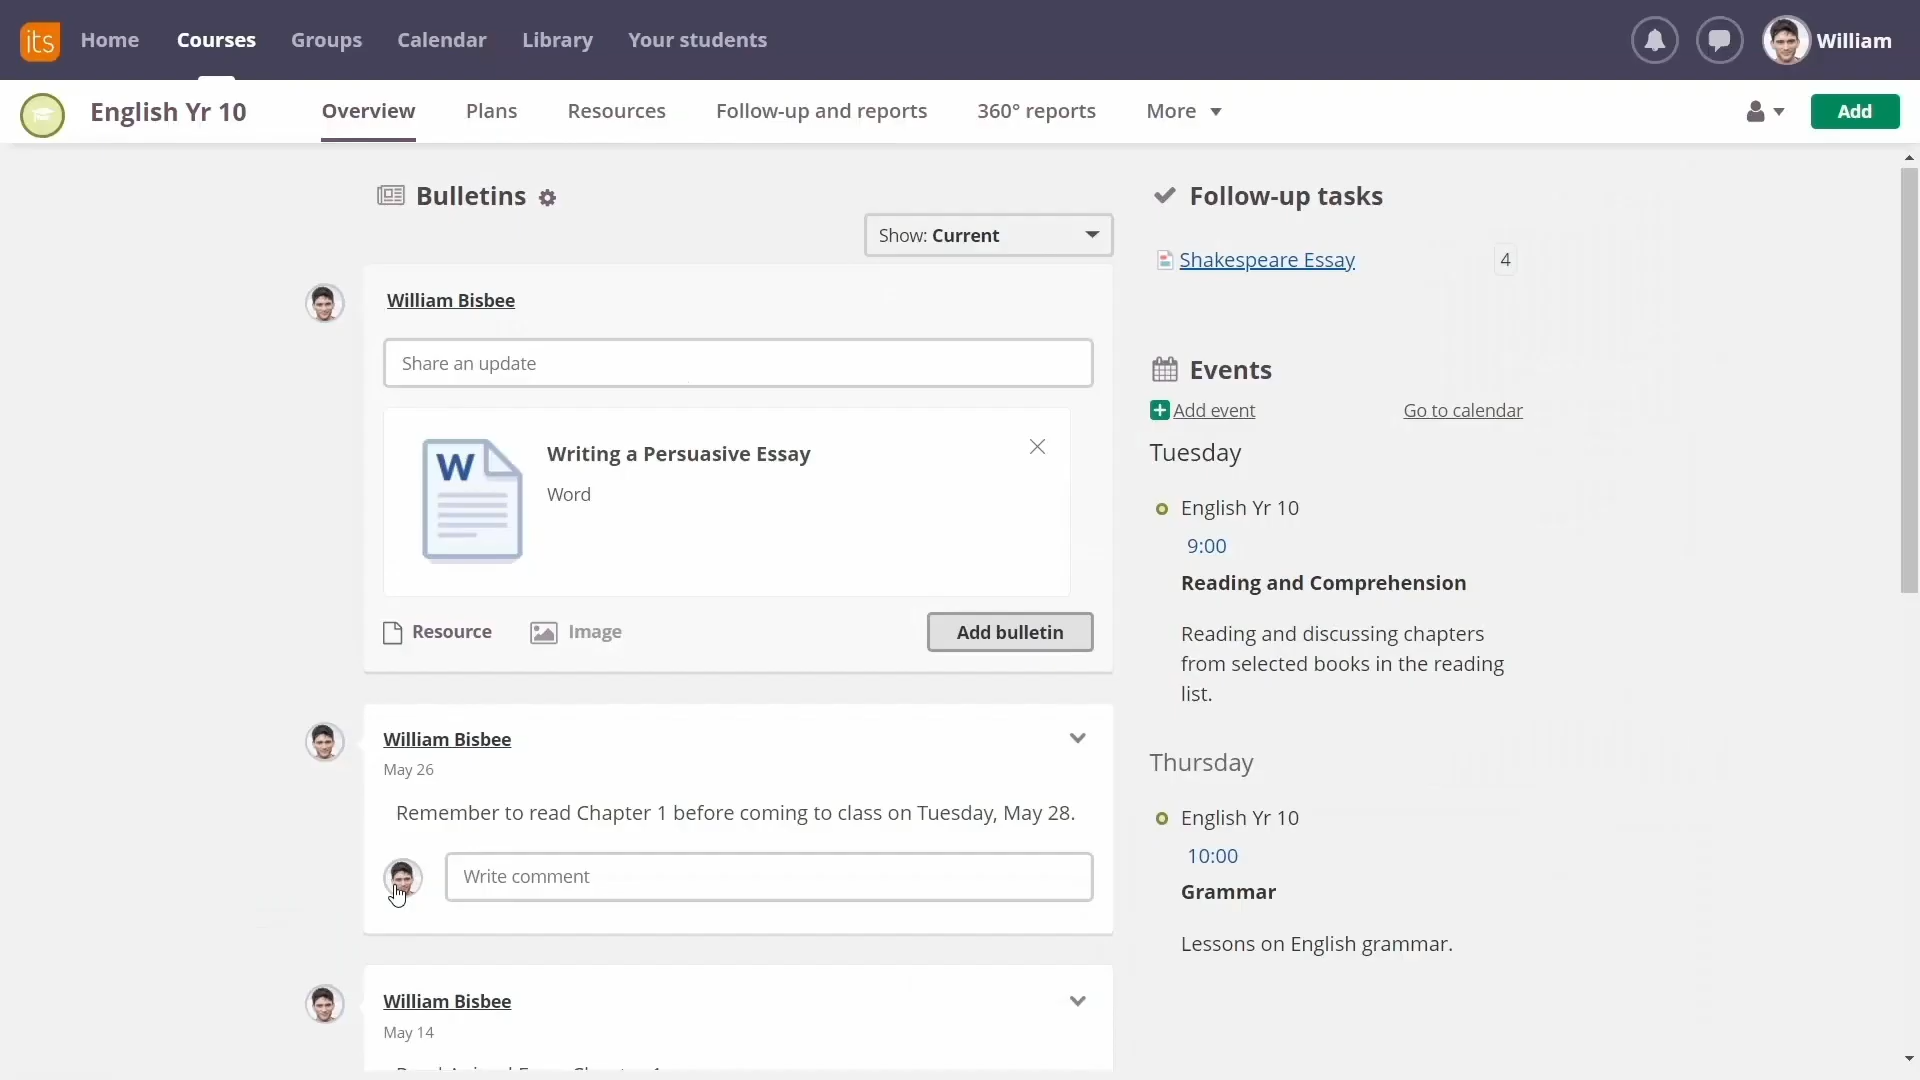 its
Home
Courses
Groups
Calendar
Library
Your students
William
English Yr 10
Overview
Plans
Resources
Follow-up and reports
360° reports
More
Add
Bulletins
Show: Current
William Bisbee
Share an update
W
Writing a Persuasive Essay
Word
Resource
Image
Add bulletin
William Bisbee
May 26
Remember to read Chapter 1 before coming to class on Tuesday, May 28.
Write comment
William Bisbee
May 14
Follow-up tasks
Shakespeare Essay
4
Events
Add event
Go to calendar
Tuesday
English Yr 10
9:00
Reading and Comprehension
Reading and discussing chapters
from selected books in the reading
list.
Thursday
English Yr 10
10:00
Grammar
Lessons on English grammar.